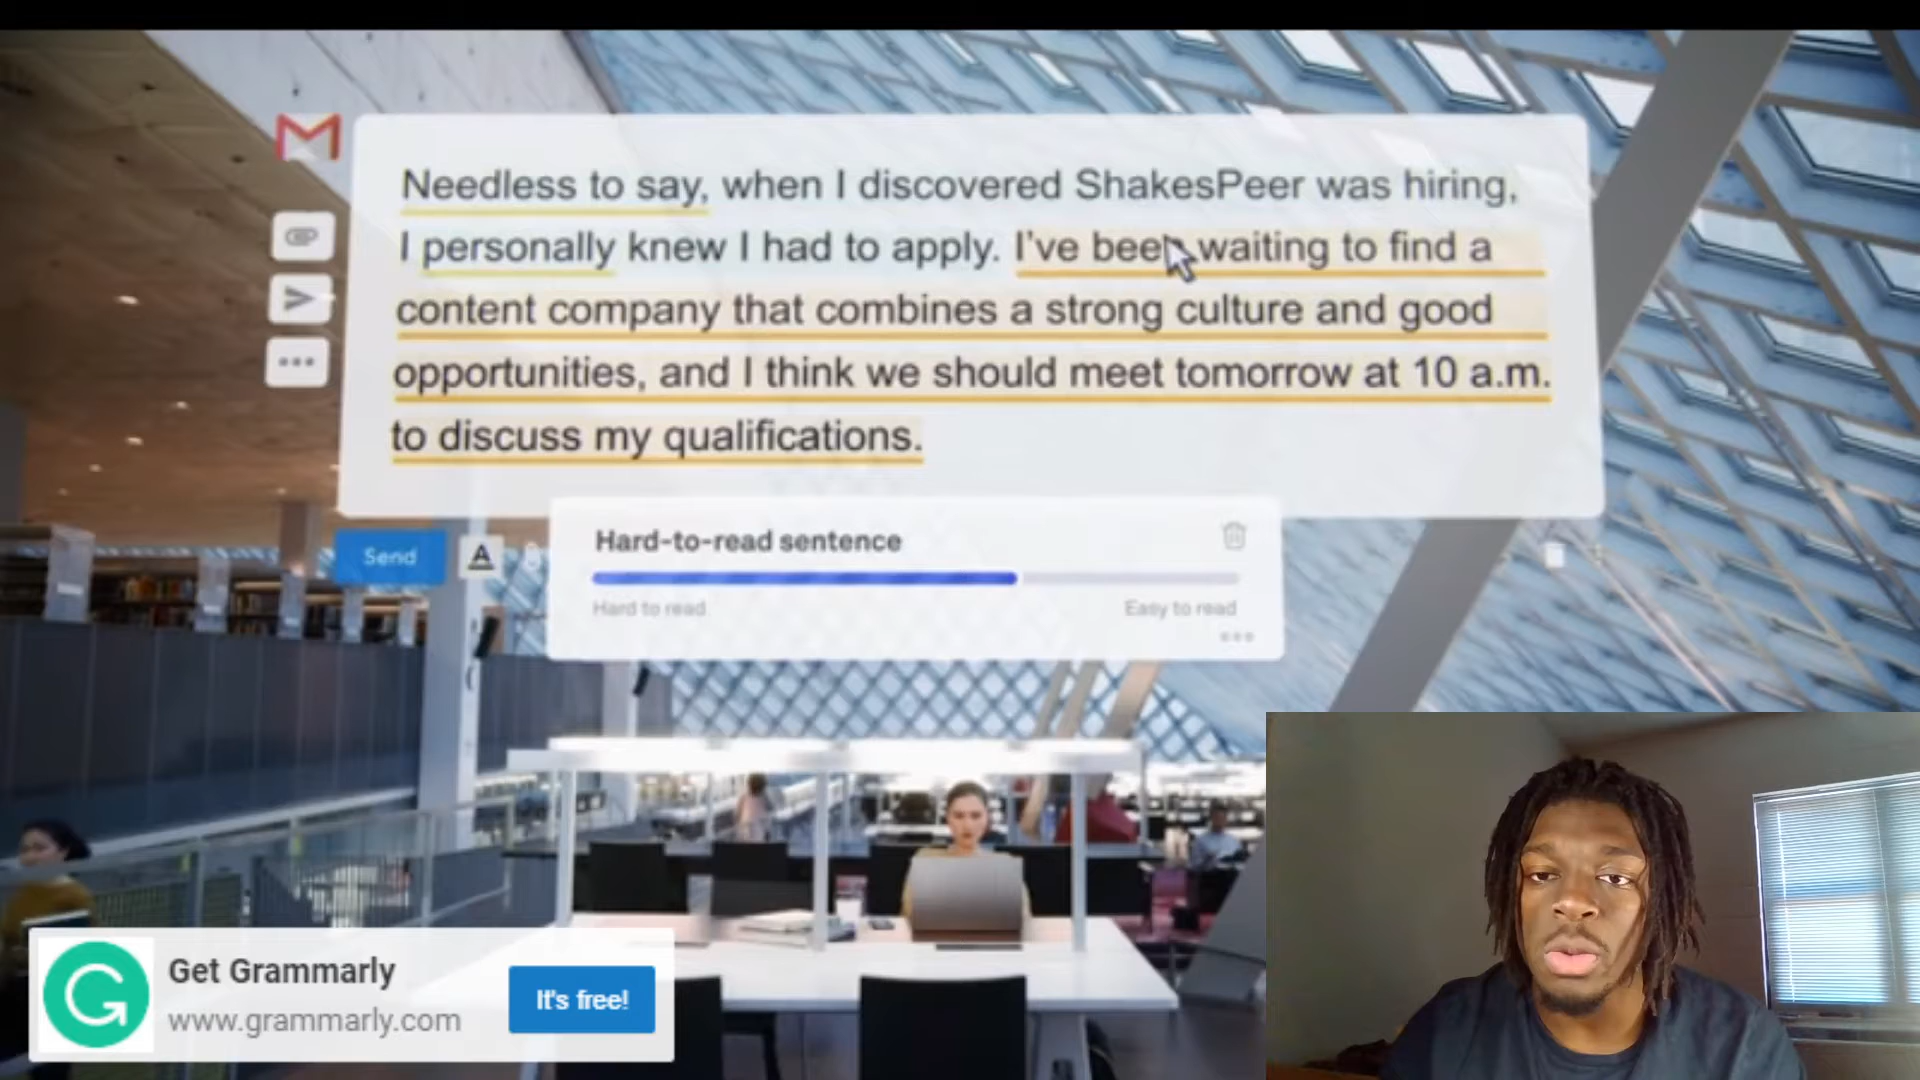 Needless to say, when I discovered ShakesPeer was hiring,
I personally knew I had to apply. I've been waiting to find a
content company that combines a strong culture and good
opportunities, and I think we should meet tomorrow at 10 a.m.
to discuss my qualifications.
Send
A
Hard-to-read sentence
Hard to read
Easy to read
Get Grammarly
www.grammarly.com
It's free!